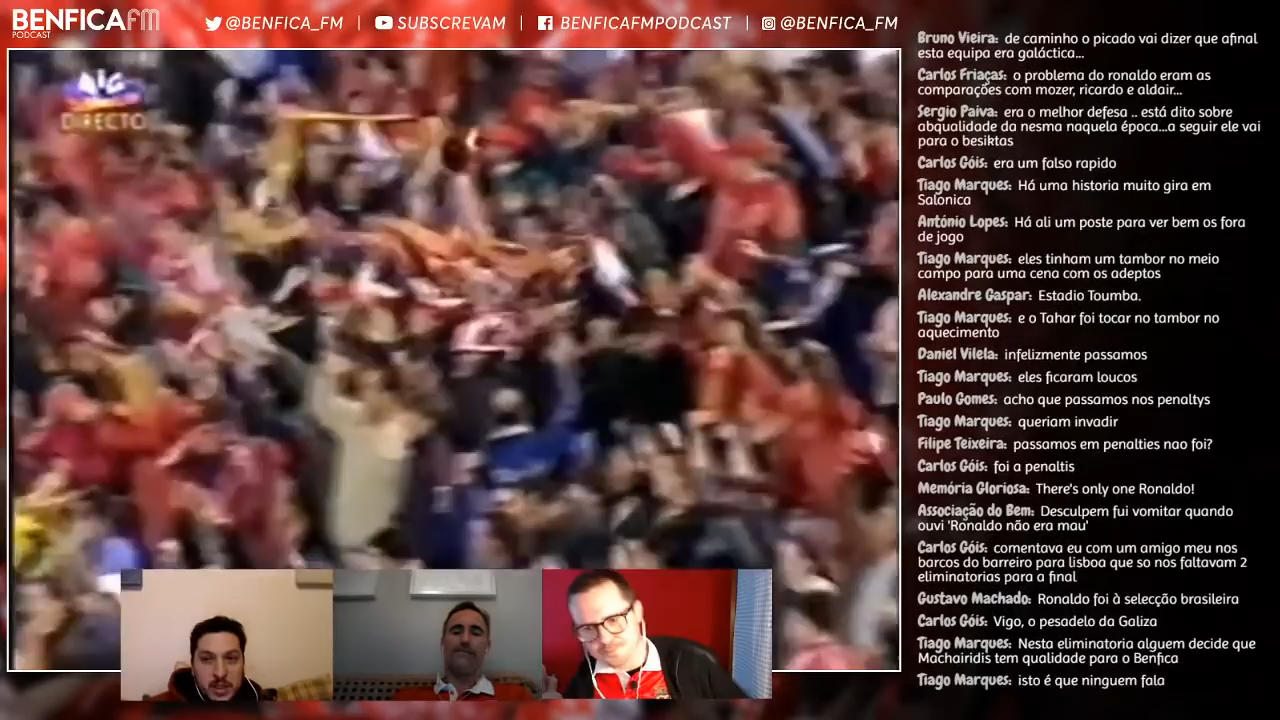 BENFICAFM
PODCAST
@BENFICA_FM | SUBSCREVAM | BENFICAFMPODCAST | @BENFICA_FM
SIC
DIRECTO
Bruno Vieira: de caminho o picado vai dizer que afinal
esta equipa era galáctica...
Carlos Friaças: o problema do ronaldo eram as
comparações com mozer, ricardo e aldair...
Sergio Paiva: era o melhor defesa .. está dito sobre
abqualidade da nesma naquela época...a seguir ele vai
para o besiktas
Carlos Góis: era um falso rapido
Tiago Marques: Há uma historia muito gira em
Salonica
António Lopes: Há ali um poste para ver bem os fora
de jogo
Tiago Marques: eles tinham um tambor no meio
campo para uma cena com os adeptos
Alexandre Gaspar: Estadio Toumba.
Tiago Marques: e o Tahar foi tocar no tambor no
aquecimento
Daniel Vilela: infelizmente passamos
Tiago Marques: eles ficaram loucos
Paulo Gomes: acho que passamos nos penaltys
Tiago Marques: queriam invadir
Filipe Teixeira: passamos em penalties nao foi?
Carlos Góis: foi a penaltis
Memória Gloriosa: There's only one Ronaldo!
Associação do Bem: Desculpem fui vomitar quando
ouvi 'Ronaldo não era mau'
Carlos Góis: comentava eu com um amigo meu nos
barcos do barreiro para lisboa que so nos faltavam 2
eliminatorias para a final
Gustavo Machado: Ronaldo foi à selecção brasileira
Carlos Góis: Vigo, o pesadelo da Galiza
Tiago Marques: Nesta eliminatoria alguem decide que
Machairidis tem qualidade para o Benfica
Tiago Marques: isto é que ninguem fala